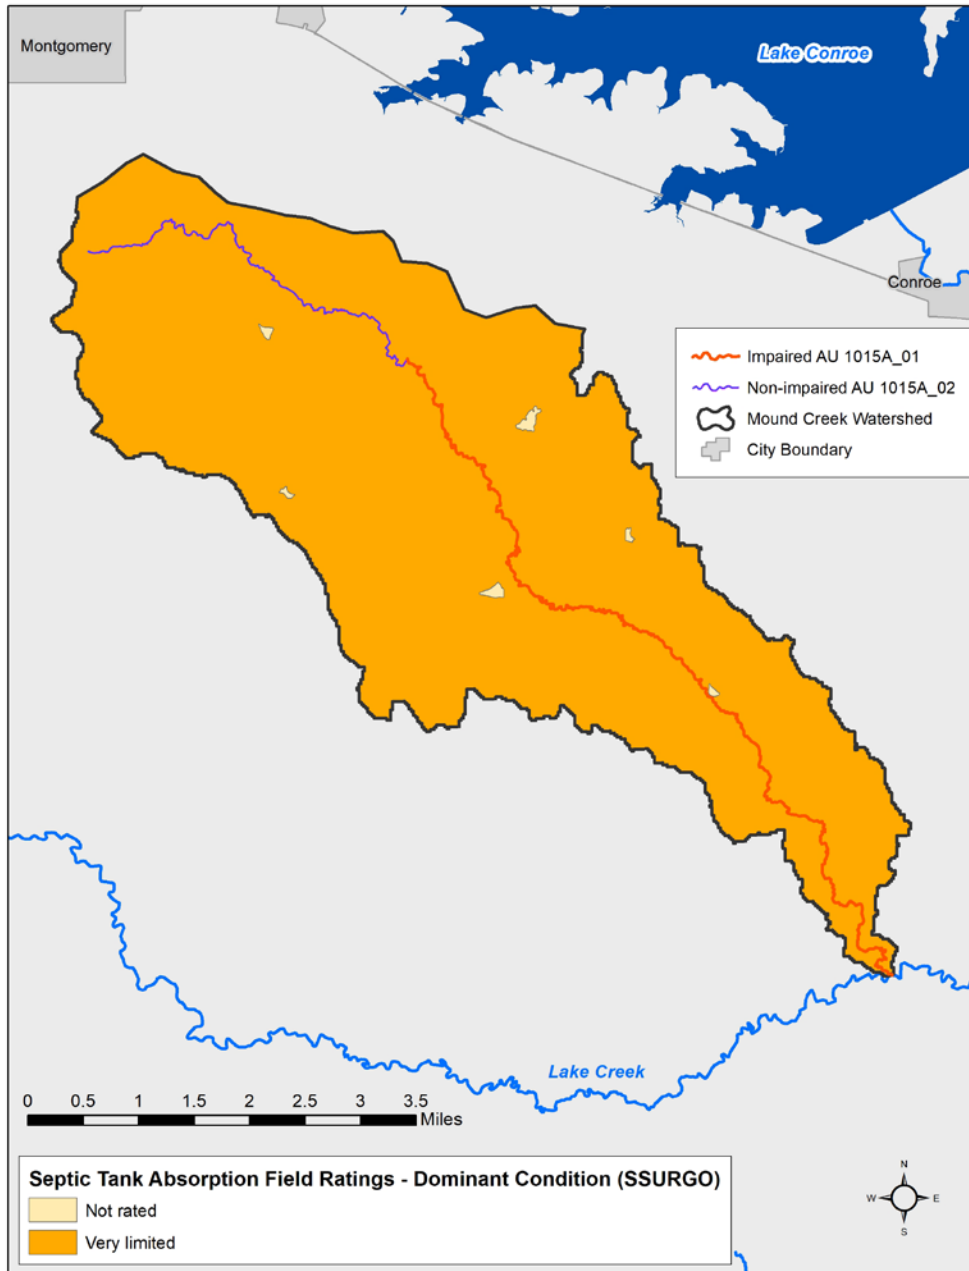 Montgomery
Lake Conroe
Conroe
Impaired AU 1015A_01
Non-impaired AU 1015A_02
Mound Creek Watershed
City Boundary
Lake Creek
0 0.5 1 1.5 2 2.5 3 3.5
Miles
Septic Tank Absorption Field Ratings - Dominant Condition (SSURGO)
Not rated
Very limited
N
W E
S